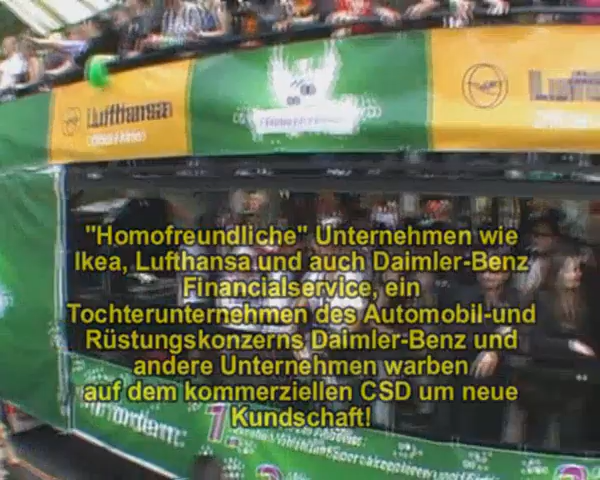 Lufthansa
Lufthansa
"Homofreundliche" Unternehmen wie
Ikea, Lufthansa und auch Daimler-Benz
Financialservice, ein
Tochterunternehmen des Automobil-und
Rüstungskonzerns Daimler-Benz und
andere Unternehmen warben
auf dem kommerziellen CSD um neue
Kundschaft!
1.